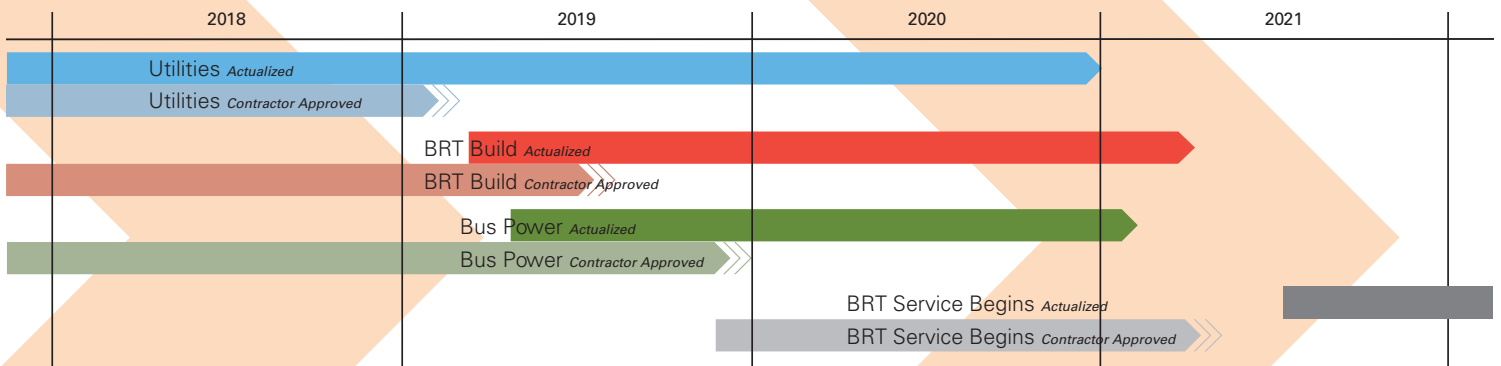 2018 2019 2020 2021
Utilities Actualized
Utilities Contractor Approved
BRT Build Actualized
BRT Build Contractor Approved
Bus Power Actualized
Bus Power Contractor Approved
BRT Service Begins Actualized
BRT Service Begins Contractor Approved